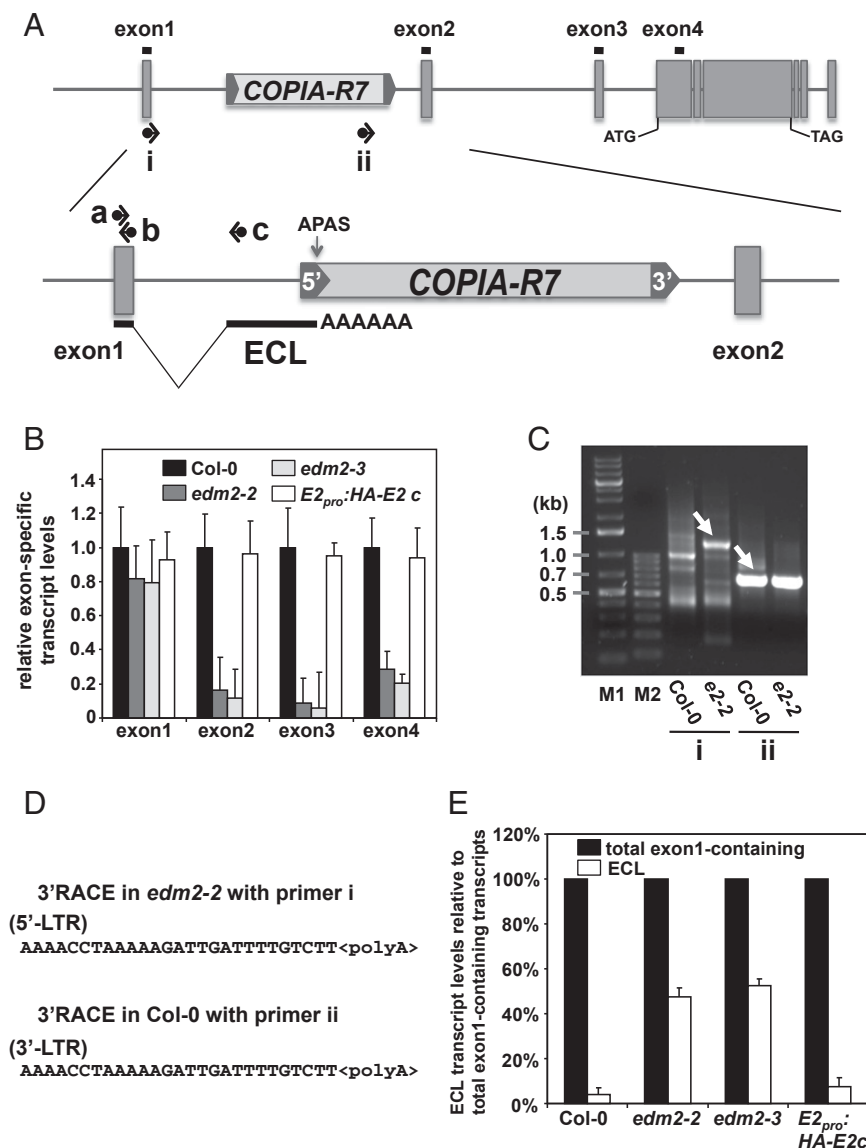 A
exon1
exon2
exon3
exon4
COPIA-R7
ATG
TAG
i
ii
a
b
c
APAS
5’
COPIA-R7
3’
AAAAAA
exon1
ECL
exon2
B
relative exon-specific
transcript levels
1.4
1.2
1.0
0.8
0.6
0.4
0.2
0
Col-0
edm2-3
edm2-2
E2pro:HA-E2 c
exon1
exon2
exon3
exon4
C
(kb)
1.5
1.0
0.7
0.5
M1
M2
Col-0
e2-2
Col-0
e2-2
i
ii
D
3’RACE in edm2-2 with primer i
(5’-LTR)
AAAACCTAAAAAGATTGATTTTGTCTT<polyA>
3’RACE in Col-0 with primer ii
(3’-LTR)
AAAACCTAAAAAGATTGATTTTGTCTT<polyA>
E
ECL transcript levels relative to
total exon1-containing transcripts
120%
100%
80%
60%
40%
20%
0%
total exon1-containing
ECL
Col-0
edm2-2
edm2-3
E2pro:
HA-E2c